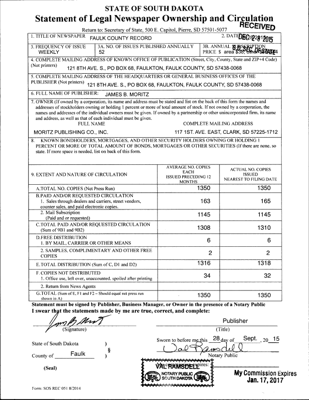 STATE OF SOUTH DAKOTA
Statement of Legal Newspaper Ownership and Circulation
RECEIVED
Return to: Secretary of State, 500 E. Capitol, Pierre, SD 57501-5077
1. TITLE OF NEWSPAPER FAULK COUNTY RECORD
3. FREQUENCY OF ISSUE WEEKLY
3A. NO. OF ISSUES PUBLISHED ANNUALLY 52
4. COMPLETE MAILING ADDRESS OF KNOWN OFFICE OF PUBLICATION (Street, City, County, State and ZIP+4 Code)
(Not printers) 121 8TH AVE. S., PO BOX 68, FAULKTON, FAULK COUNTY, SD 57438-0068
5. COMPLETE MAILING ADDRESS OF THE HEADQUARTERS OR GENERAL BUSINESS OFFICES OF THE
PUBLISHER (Not printers) 121 8TH AVE. S., PO BOX 68, FAULKTON, FAULK COUNTY, SD 57438-0068
6. FULL NAME OF PUBLISHER: JAMES B. MORITZ
7. OWNER (If owned by a corporation, its name and address must be stated and list on the back of this form the names and
addresses of stockholders owning or holding 1 percent or more of total amount of stock. If not owned by a corporation, the
names and addresses of the individual owners must be given. If owned by a partnership or other unincorporated firm, its name
and address, as well as that of each individual must be given.)
FULL NAME COMPLETE MAILING ADDRESS
MORITZ PUBLISHING CO., INC. 117 1ST AVE. EAST, CLARK, SD 57225-1712
8. KNOWN BONDHOLDERS, MORTGAGES, AND OTHER SECURITY HOLDERS OWNING OR HOLDING 1
PERCENT OR MORE OF TOTAL AMOUNT OF BONDS, MORTGAGES OR OTHER SECURITIES (If there are none, so
state. If more space is needed, list on back of this form.
9. EXTENT AND NATURE OF CIRCULATION
AVERAGE NO. COPIES EACH ISSUED PRECEDING 12 MONTHS
ACTUAL NO. COPIES ISSUED NEAREST TO FILING DATE
A. TOTAL NO. COPIES (Net Press Run) 1350 1350
B. PAID AND/OR REQUESTED CIRCULATION
1. Sales through dealers and carriers, street vendors,
counter sales, and paid electronic copies. 163 165
2. Mail Subscription
(Paid and or requested) 1145 1145
C. TOTAL PAID AND/OR REQUESTED CIRCULATION
(Sum of 9B1 and 9B2) 1308 1310
D. FREE DISTRIBUTION
1. BY MAIL, CARRIER OR OTHER MEANS 6 6
2. SAMPLES, COMPLIMENTARY AND OTHER FREE
COPIES 2 2
E. TOTAL DISTRIBUTION (Sum of C, D1 and D2) 1316 1318
F. COPIES NOT DISTRIBUTED
1. Office use, left over, unaccounted, spoiled after printing 34 32
2. Return from News Agents
G. TOTAL (Sum of E, F1 and F2 - Should equal net press run
shown in A) 1350 1350
Statement must be signed by Publisher, Business Manager, or Owner in the presence of a Notary Public
I swear that the statements made by me are true, correct, and complete:
Publisher
(Signature) (Title)
State of South Dakota )
§
County of Faulk )
Sworn to before me this 28 day of Sept. 20 15
Val Ramsdell
Notary Public
VAL RAMSDELL
NOTARY PUBLIC
SOUTH DAKOTA
My Commission Expires
Jan. 17, 2017
Form: SOS REC 051 8/2014